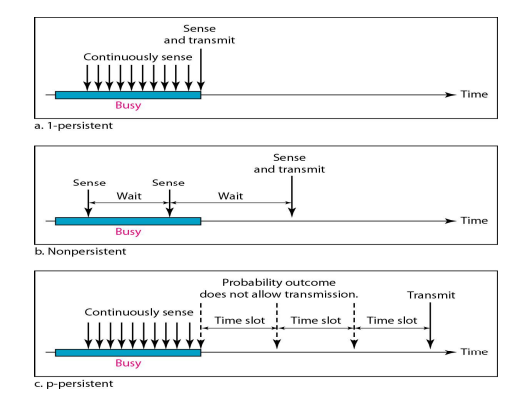 Sense
and transmit
Continuously sense
Time
Busy
a. 1-persistent
Sense
and transmit
Sense Sense
Wait Wait
Time
Busy
b. Nonpersistent
Probability outcome
does not allow transmission. Transmit
Continuously sense
Time slot Time slot Time slot
Time
Busy
c. p-persistent